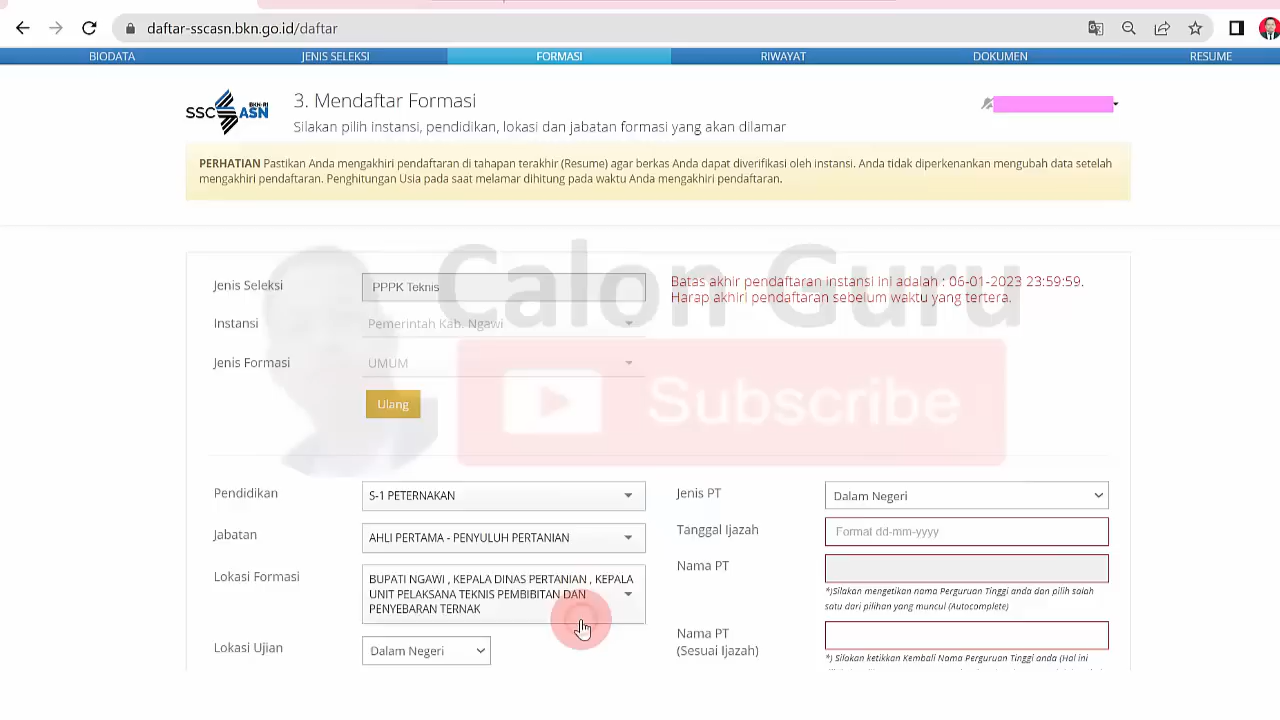 daftar-sscasn.bkn.go.id/daftar
BIODATA JENIS SELEKSI FORMASI RIWAYAT DOKUMEN RESUME
SSC ASN BKN-RI
3. Mendaftar Formasi
Silakan pilih instansi, pendidikan, lokasi dan jabatan formasi yang akan dilamar
PERHATIAN Pastikan Anda mengakhiri pendaftaran di tahapan terakhir (Resume) agar berkas Anda dapat diverifikasi oleh instansi. Anda tidak diperkenankan mengubah data setelah
mengakhiri pendaftaran. Penghitungan Usia pada saat melamar dihitung pada waktu Anda mengakhiri pendaftaran.
Calon Guru
Jenis Seleksi PPPK Teknis
Batas akhir pendaftaran instansi ini adalah : 06-01-2023 23:59:59.
Harap akhiri pendaftaran sebelum waktu yang tertera.
Instansi Pemerintah Kab. Ngawi
Jenis Formasi UMUM
Ulang
Subscribe
Pendidikan S-1 PETERNAKAN
Jabatan AHLI PERTAMA - PENYULUH PERTANIAN
Lokasi Formasi BUPATI NGAWI , KEPALA DINAS PERTANIAN , KEPALA
UNIT PELAKSANA TEKNIS PEMBIBITAN DAN
PENYEBARAN TERNAK
Lokasi Ujian Dalam Negeri
Jenis PT Dalam Negeri
Tanggal Ijazah Format dd-mm-yyyy
Nama PT
*)Silakan mengetikan nama Perguruan Tinggi anda dan pilih salah
satu dari pilihan yang muncul (Autocomplete)
Nama PT
(Sesuai Ijazah)
*) Silakan ketikkan Kembali Nama Perguruan Tinggi anda (Hal ini